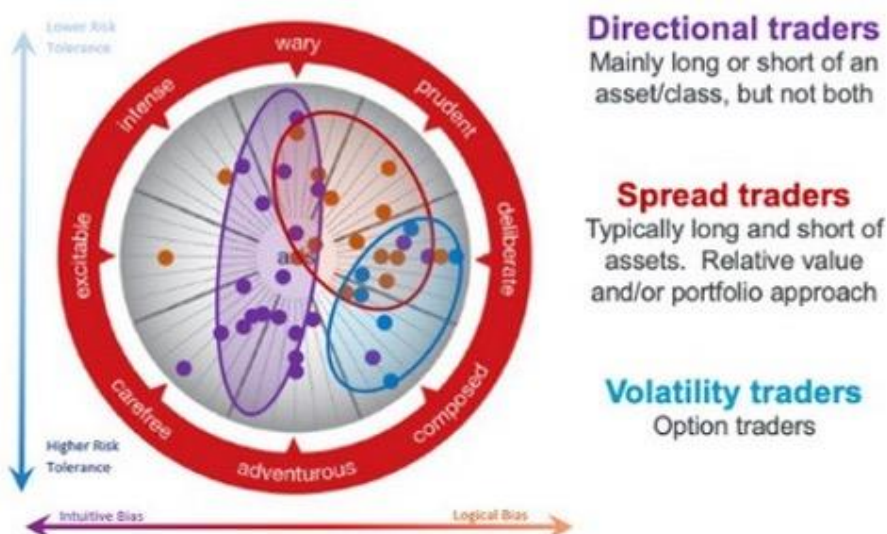 Lower Risk
Tolerance
wary
intense
prudent
excitable
deliberate
carefree
composed
adventurous
Higher Risk
Tolerance
Intuitive Bias
Logical Bias
Directional traders
Mainly long or short of an
asset/class, but not both
Spread traders
Typically long and short of
assets. Relative value
and/or portfolio approach
Volatility traders
Option traders